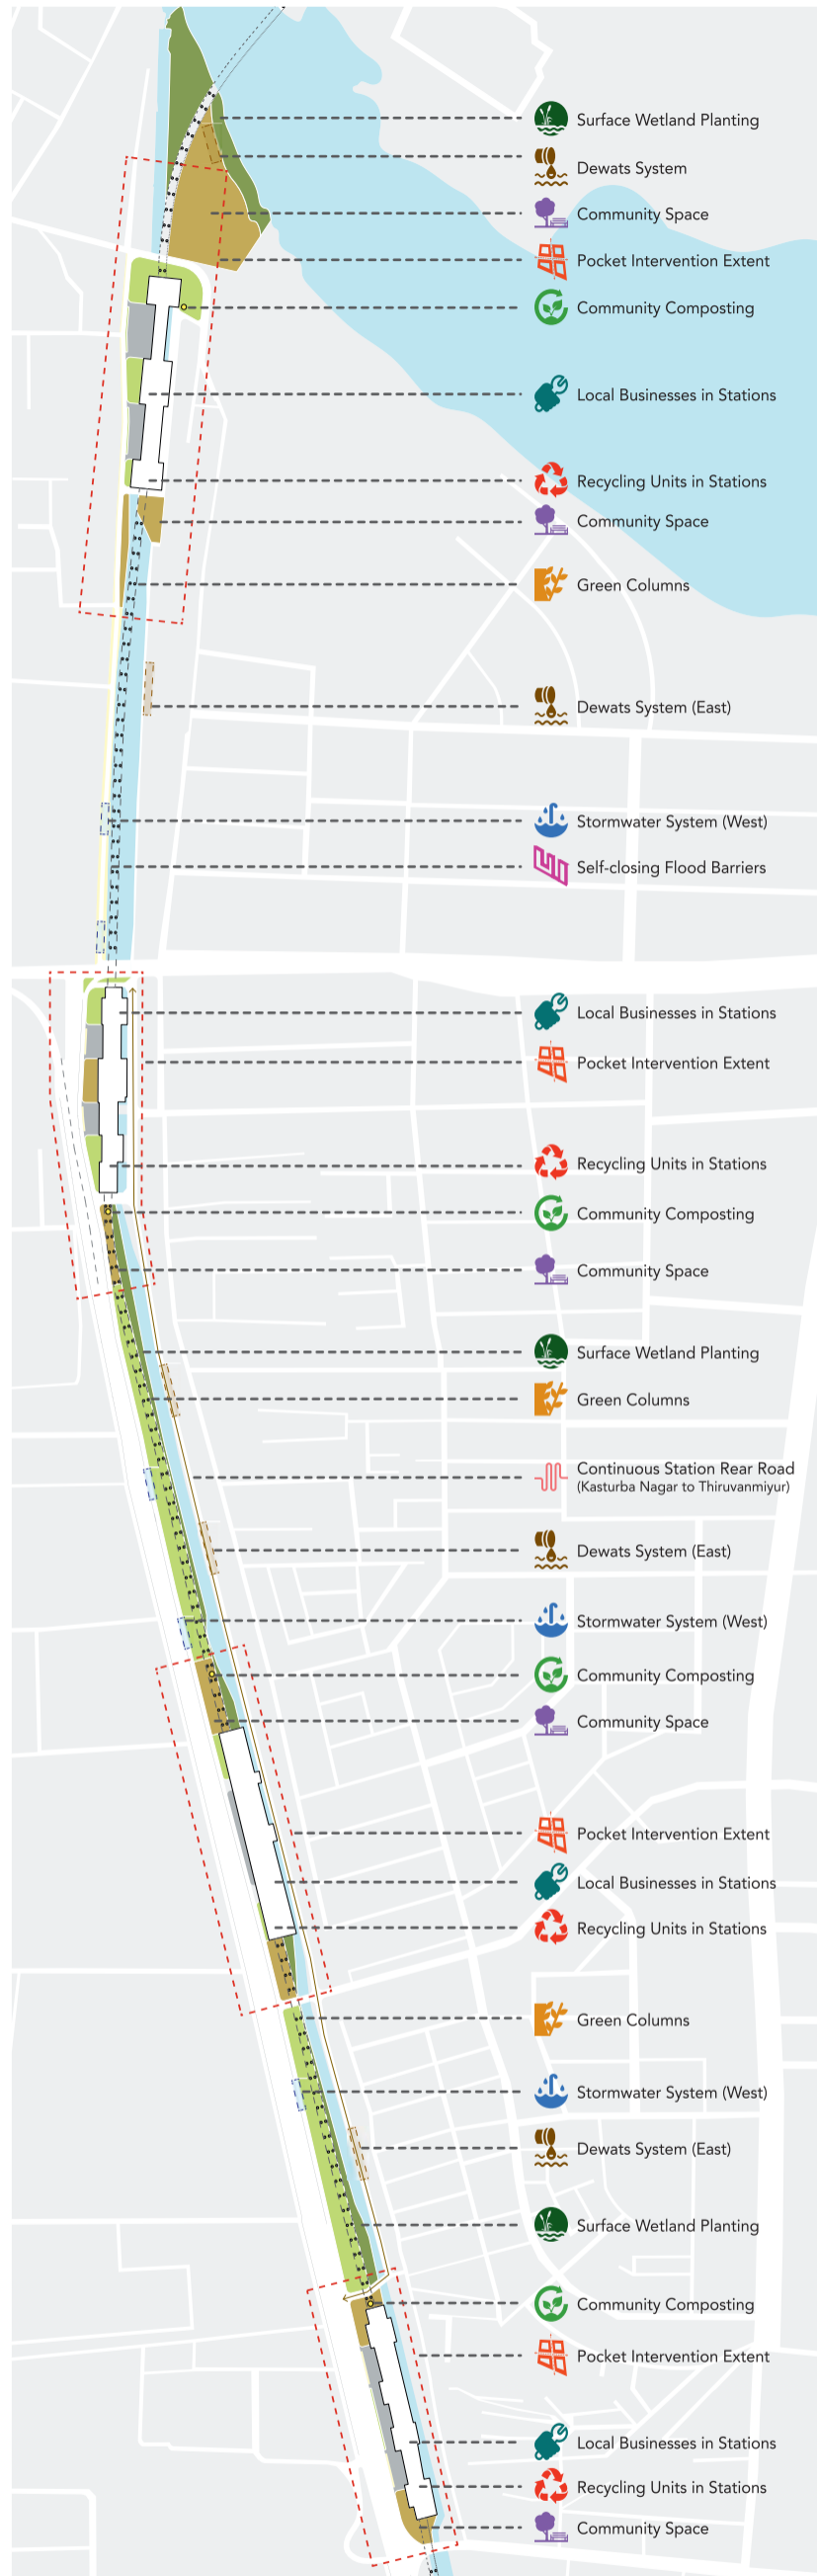 Surface Wetland Planting
Dewats System
Community Space
Pocket Intervention Extent
Community Composting
Local Businesses in Stations
Recycling Units in Stations
Community Space
Green Columns
Dewats System (East)
Stormwater System (West)
Self-closing Flood Barriers
Local Businesses in Stations
Pocket Intervention Extent
Recycling Units in Stations
Community Composting
Community Space
Surface Wetland Planting
Green Columns
Continuous Station Rear Road
(Kasturba Nagar to Thiruvanmiyur)
Dewats System (East)
Stormwater System (West)
Community Composting
Community Space
Pocket Intervention Extent
Local Businesses in Stations
Recycling Units in Stations
Green Columns
Stormwater System (West)
Dewats System (East)
Surface Wetland Planting
Community Composting
Pocket Intervention Extent
Local Businesses in Stations
Recycling Units in Stations
Community Space